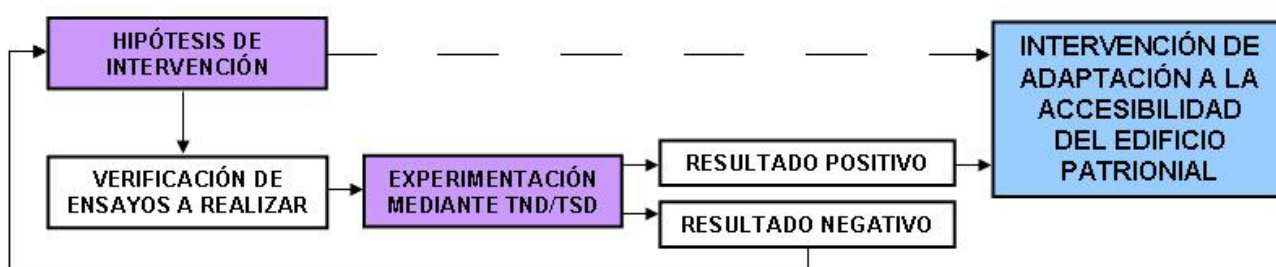 HIPÓTESIS DE
INTERVENCIÓN
INTERVENCIÓN DE
ADAPTACIÓN A LA
ACCESIBILIDAD
DEL EDIFICIO
PATRIONIAL
VERIFICACIÓN DE
ENSAYOS A REALIZAR
EXPERIMENTACIÓN
MEDIANTE TND/TSD
RESULTADO POSITIVO
RESULTADO NEGATIVO